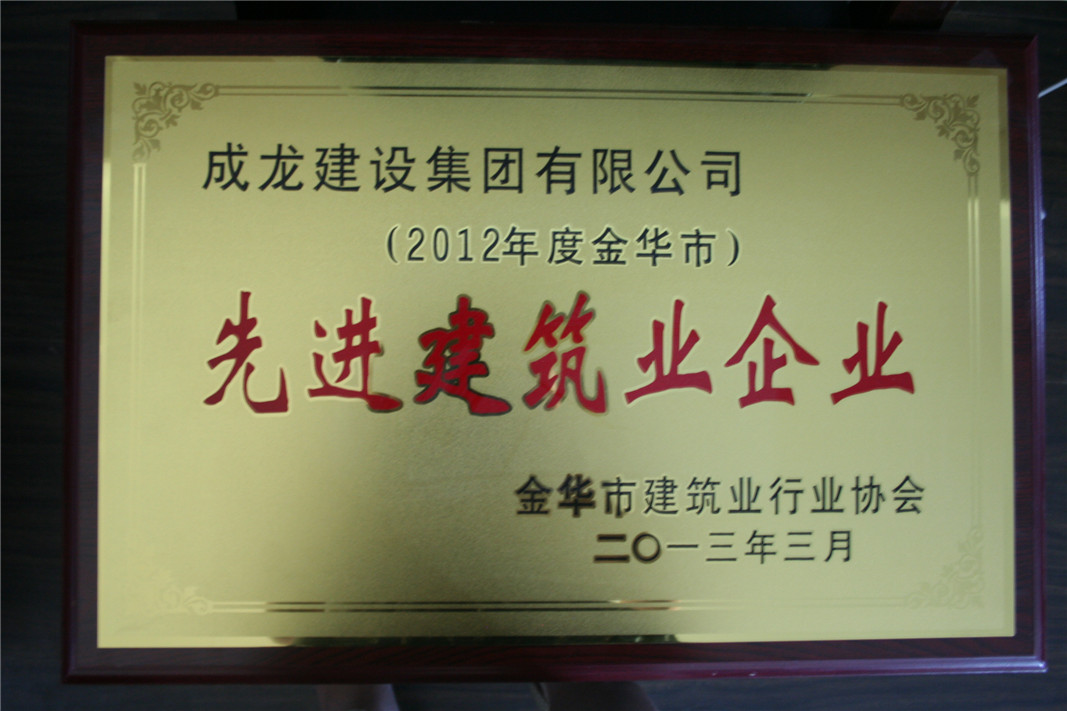 成龙建设集团有限公司
(2012年度金华市)
先进建筑业企业
金华市建筑业行业协会
二〇一三年三月